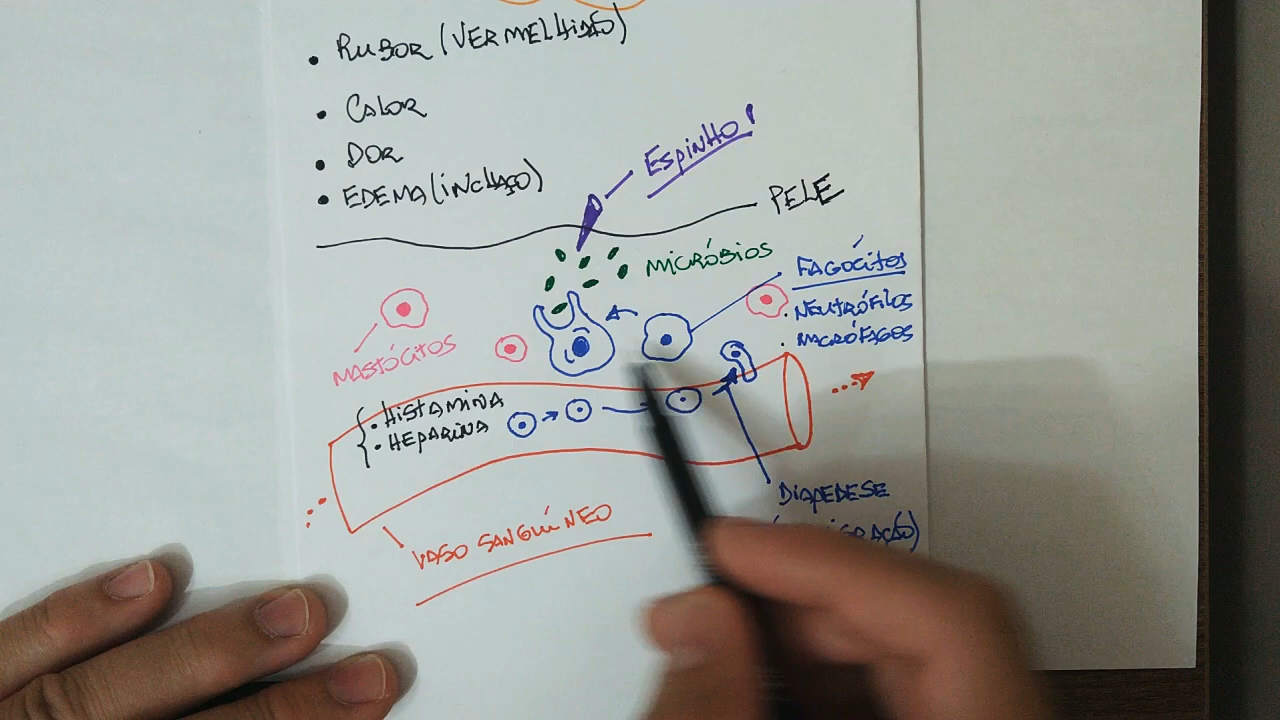 • RUBOR (VERMELHIDÃO)
• CALOR
• DOR
• EDEMA (INCHAÇO)
ESPINHO!
PELE
MICRÓBIOS
FAGÓCITOS
. NEUTRÓFILOS
. MACRÓFAGOS
MASTÓCITOS
• HISTAMINA
• HEPARINA
DIAPEDESE
VASO SANGUÍNEO